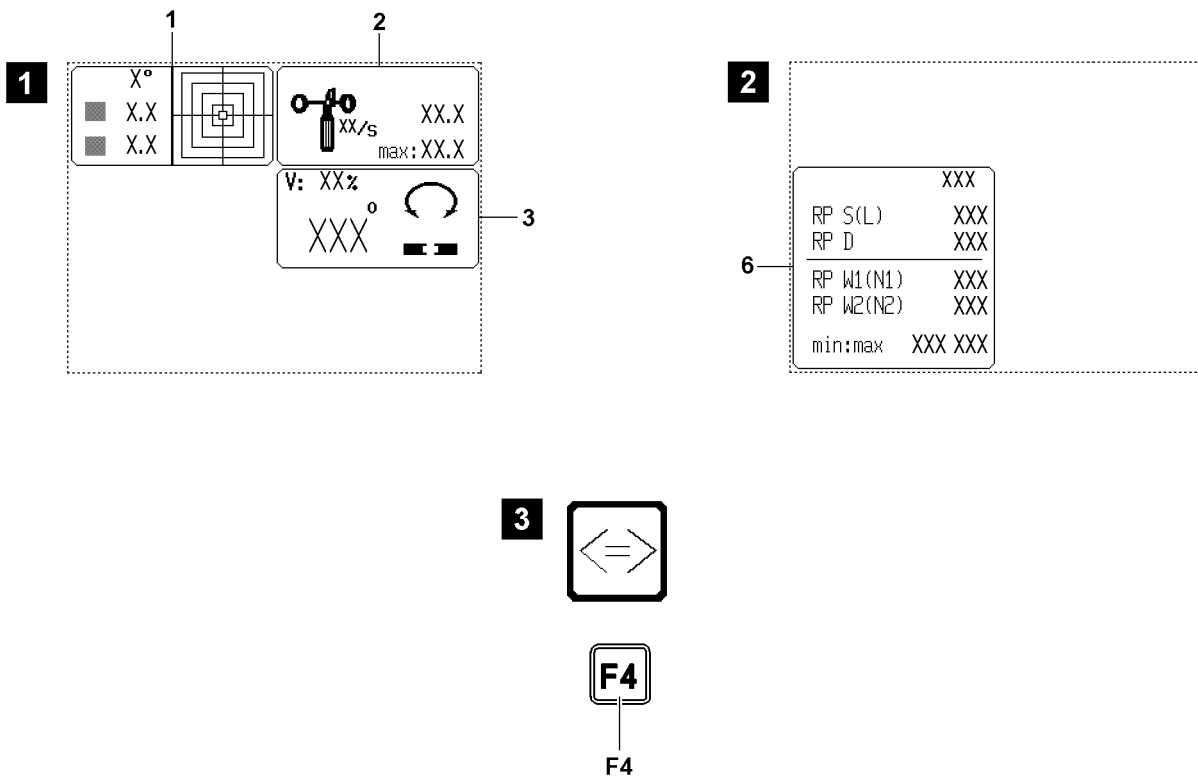 1 2
1
X°
X.X
X.X
XX/s
XX.X
max:XX.X
V: XX%
XXX°
3
2
XXX
RP S(L) XXX
RP D XXX
6
RP W1(N1) XXX
RP W2(N2) XXX
min:max XXX XXX
3
<=>
F4
F4